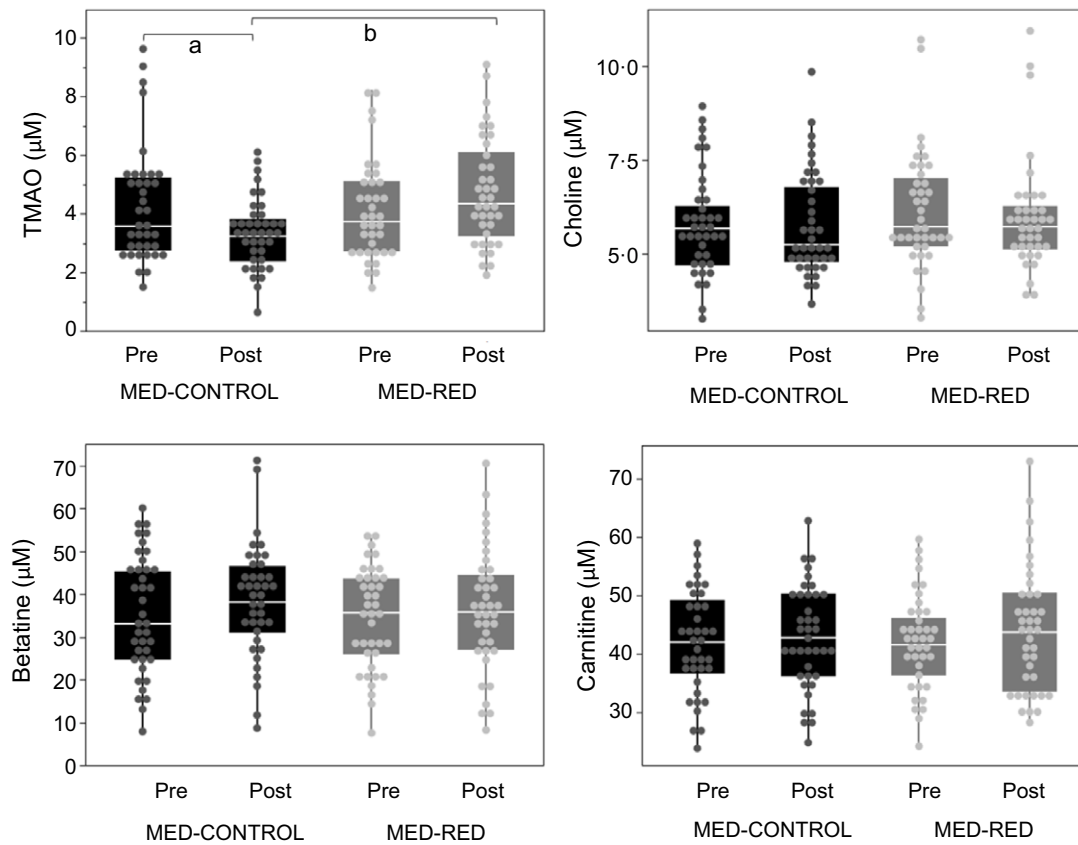 a
b
TMAO (µM)
10
8
6
4
2
0
Pre Post Pre Post
MED-CONTROL MED-RED
Choline (µM)
10·0
7·5
5·0
Pre Post Pre Post
MED-CONTROL MED-RED
Betatine (µM)
70
60
50
40
30
20
10
0
Pre Post Pre Post
MED-CONTROL MED-RED
Carnitine (µM)
70
60
50
40
30
Pre Post Pre Post
MED-CONTROL MED-RED